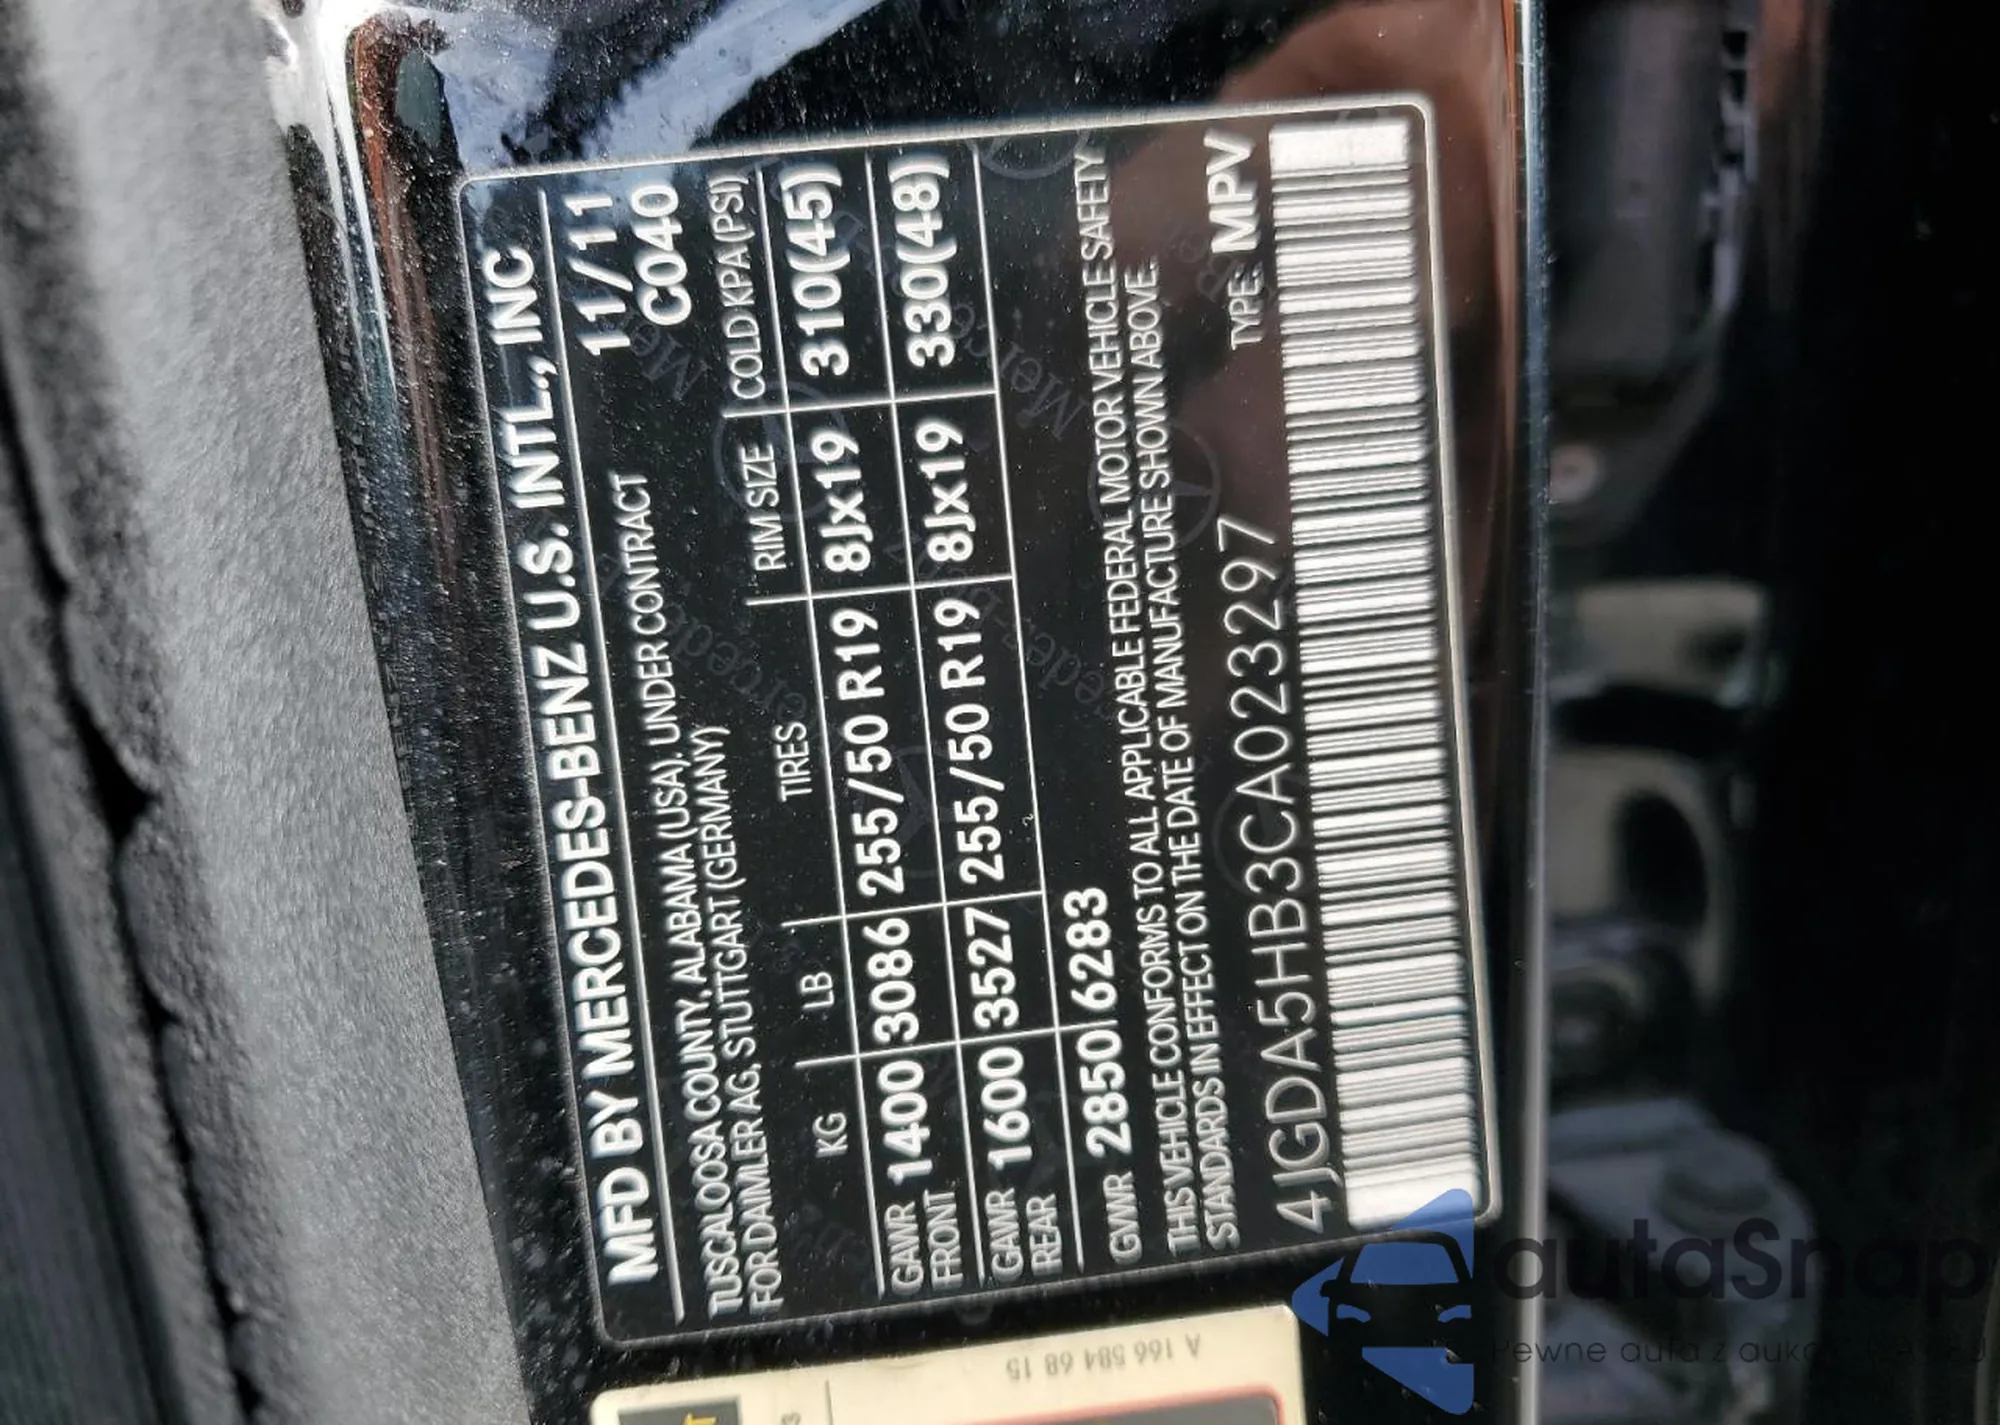 MFD BY MERCEDES-BENZ U.S. INTL., INC
11/11
TUSCALOOSA COUNTY, ALABAMA (USA), UNDER CONTRACT
C040
FOR DAIMLER AG, STUTTGART (GERMANY)
KG LB TIRES RIM SIZE COLD KPA (PSI)
GAWR FRONT 1400 3086 255/50 R19 8Jx19 310(45)
GAWR REAR 1600 3527 255/50 R19 8Jx19 330(48)
GVWR 2850 6283
THIS VEHICLE CONFORMS TO ALL APPLICABLE FEDERAL MOTOR VEHICLE SAFETY
STANDARDS IN EFFECT ON THE DATE OF MANUFACTURE SHOWN ABOVE.
4JGDA5HB3CA023297 TYPE: MPV
A 166 584 68 15
autaSnap
Pewne auta z